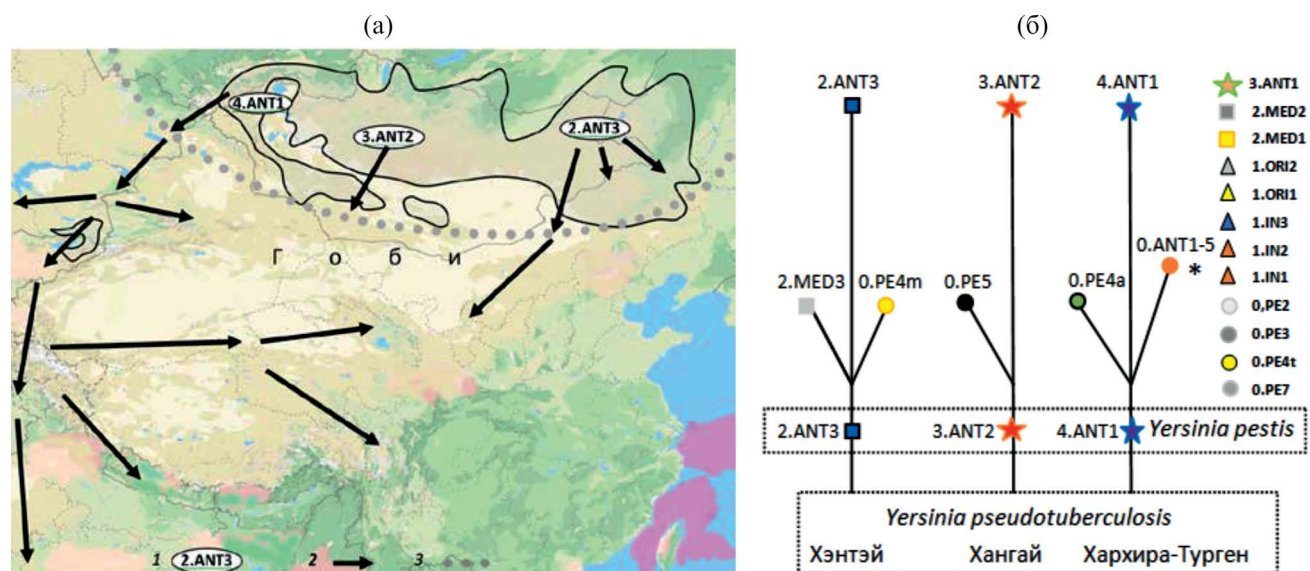 (а)
4.ANT1
3.ANT2
2.ANT3
Г о б и
1 2.ANT3 2 3
(б)
2.ANT3 3.ANT2 4.ANT1
2.MED3 0.PE4m 0.PE5 0.PE4a 0.ANT1-5
*
3.ANT1
2.MED2
2.MED1
1.ORI2
1.ORI1
1.IN3
1.IN2
1.IN1
0,PE2
0.PE3
0.PE4t
0.PE7
2.ANT3 3.ANT2 4.ANT1 Yersinia pestis
Yersinia pseudotuberculosis
Хэнтэй Хангай Хархира-Турген